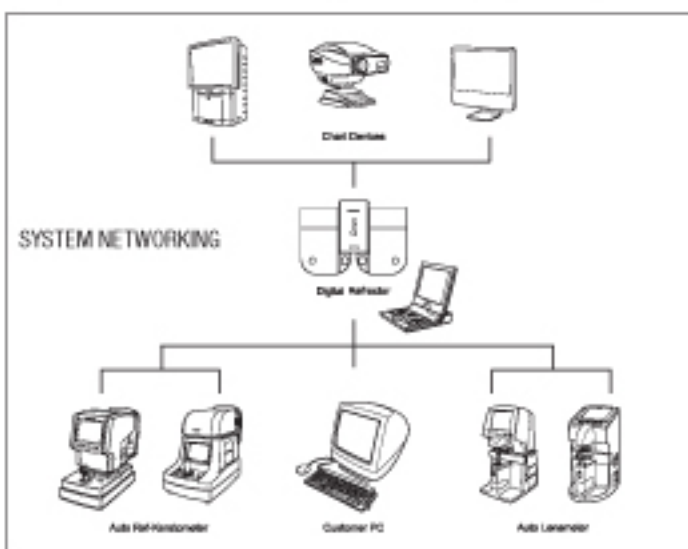 Chart Devices
SYSTEM NETWORKING
Digital Refractor
Auto Ref-Keratometer
Customer PC
Auto Lensmeter